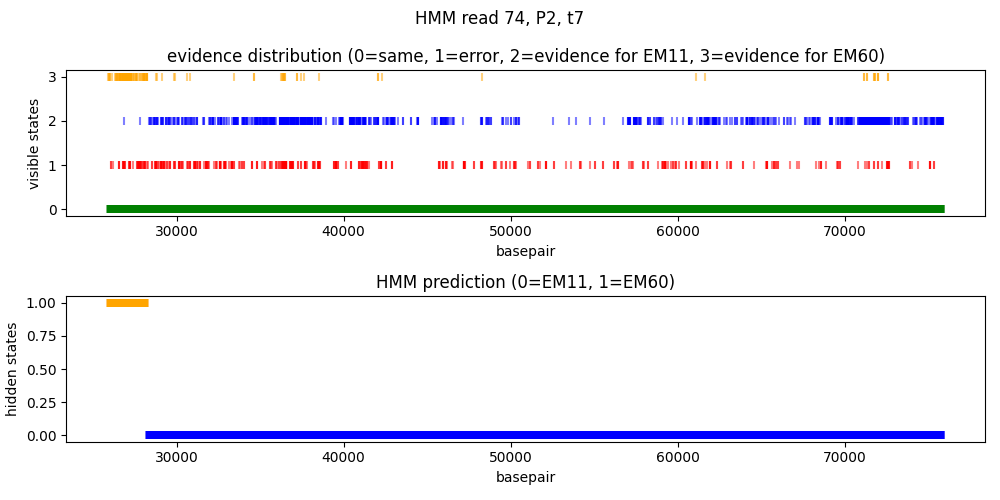 HMM read 74, P2, t7
evidence distribution (0=same, 1=error, 2=evidence for EM11, 3=evidence for EM60)
visible states
3
2
1
0
30000 40000 50000 60000 70000
basepair
HMM prediction (0=EM11, 1=EM60)
hidden states
1.00
0.75
0.50
0.25
0.00
30000 40000 50000 60000 70000
basepair